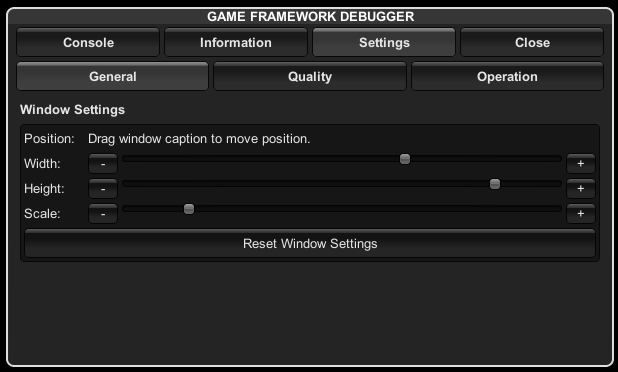 GAME FRAMEWORK DEBUGGER
Console Information Settings Close
General Quality Operation
Window Settings
Position: Drag window caption to move position.
Width: - +
Height: - +
Scale: - +
Reset Window Settings